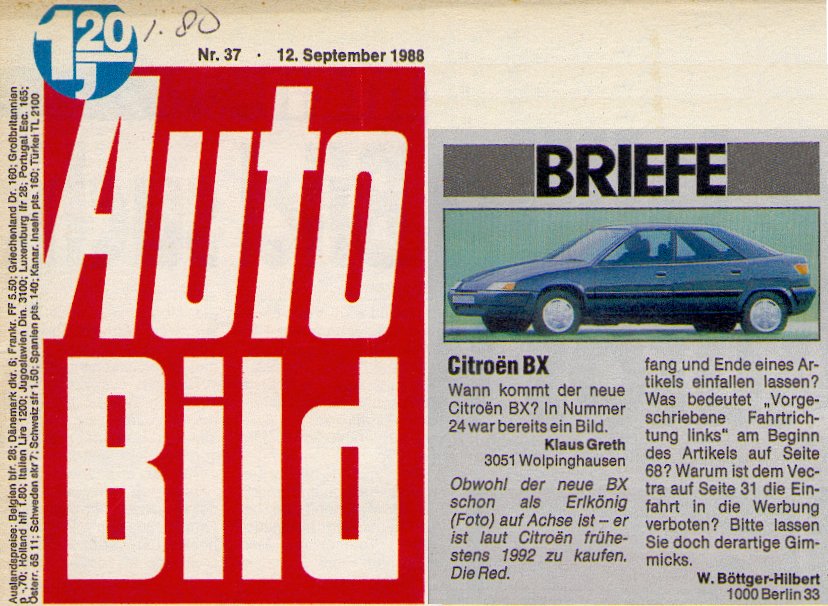 1,20
1.80
Nr. 37 · 12. September 1988
Auto
Bild
Auslandspreise: Belgien bfr. 28; Dänemark dkr. 6; Frankr. FF 5.50; Griechenland Dr. 160; Großbritannien
p -.70; Holland hfl 1.80; Italien Lire 1200; Jugoslawien Din. 3100; Luxemburg lfr 28; Portugal Esc. 165;
Österr. öS 11; Schweden skr 7; Schweiz sfr 1.50; Spanien pts. 140; Kanar. Inseln pts. 160; Türkei TL 2100
BRIEFE
Citroën BX
Wann kommt der neue
Citroën BX? In Nummer
24 war bereits ein Bild.
Klaus Greth
3051 Wolpinghausen
Obwohl der neue BX
schon als Erlkönig
(Foto) auf Achse ist – er
ist laut Citroën frühe-
stens 1992 zu kaufen.
Die Red.
fang und Ende eines Ar-
tikels einfallen lassen?
Was bedeutet „Vorge-
schriebene Fahrtrich-
tung links“ am Beginn
des Artikels auf Seite
68? Warum ist dem Vec-
tra auf Seite 31 die Ein-
fahrt in die Werbung
verboten? Bitte lassen
Sie doch derartige Gim-
micks.
W. Böttger-Hilbert
1000 Berlin 33